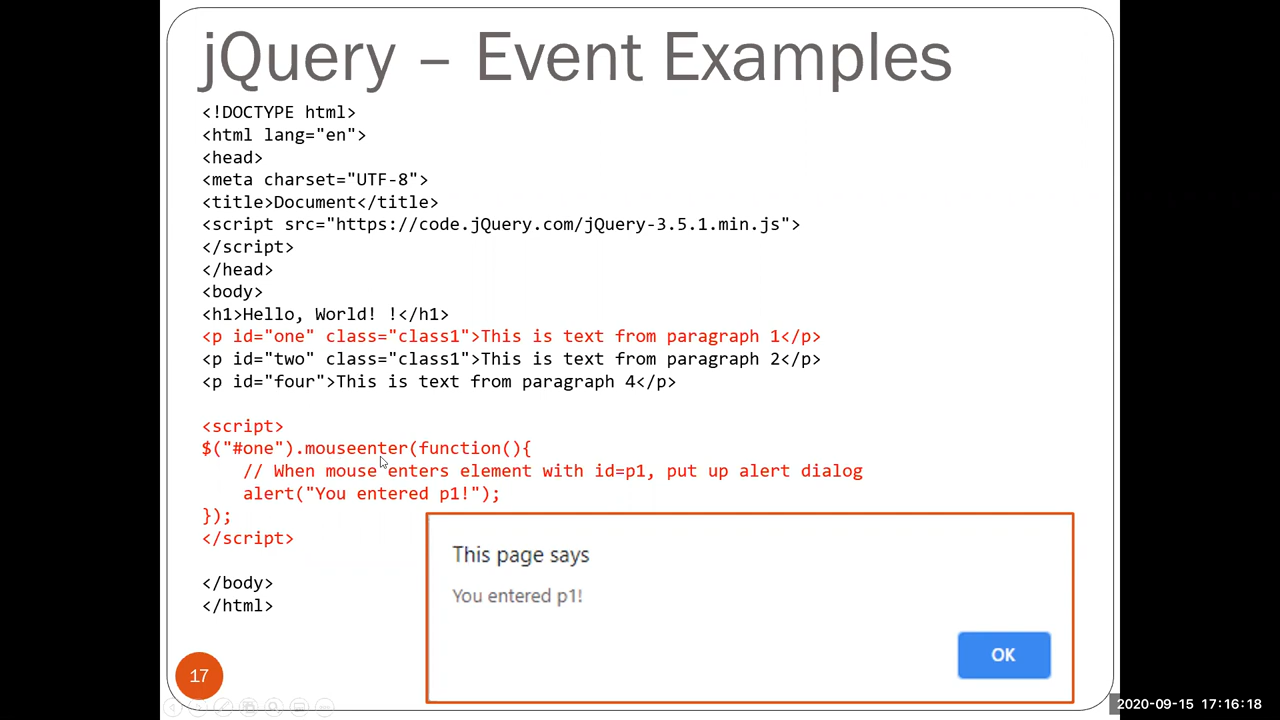 jQuery – Event Examples
<!DOCTYPE html>
<html lang="en">
<head>
<meta charset="UTF-8">
<title>Document</title>
<script src="https://code.jQuery.com/jQuery-3.5.1.min.js">
</script>
</head>
<body>
<h1>Hello, World! !</h1>
<p id="one" class="class1">This is text from paragraph 1</p>
<p id="two" class="class1">This is text from paragraph 2</p>
<p id="four">This is text from paragraph 4</p>
<script>
$("#one").mouseenter(function(){
// When mouse enters element with id=p1, put up alert dialog
alert("You entered p1!");
});
</script>
</body>
</html>
This page says
You entered p1!
OK
17
2020-09-15 17:16:18